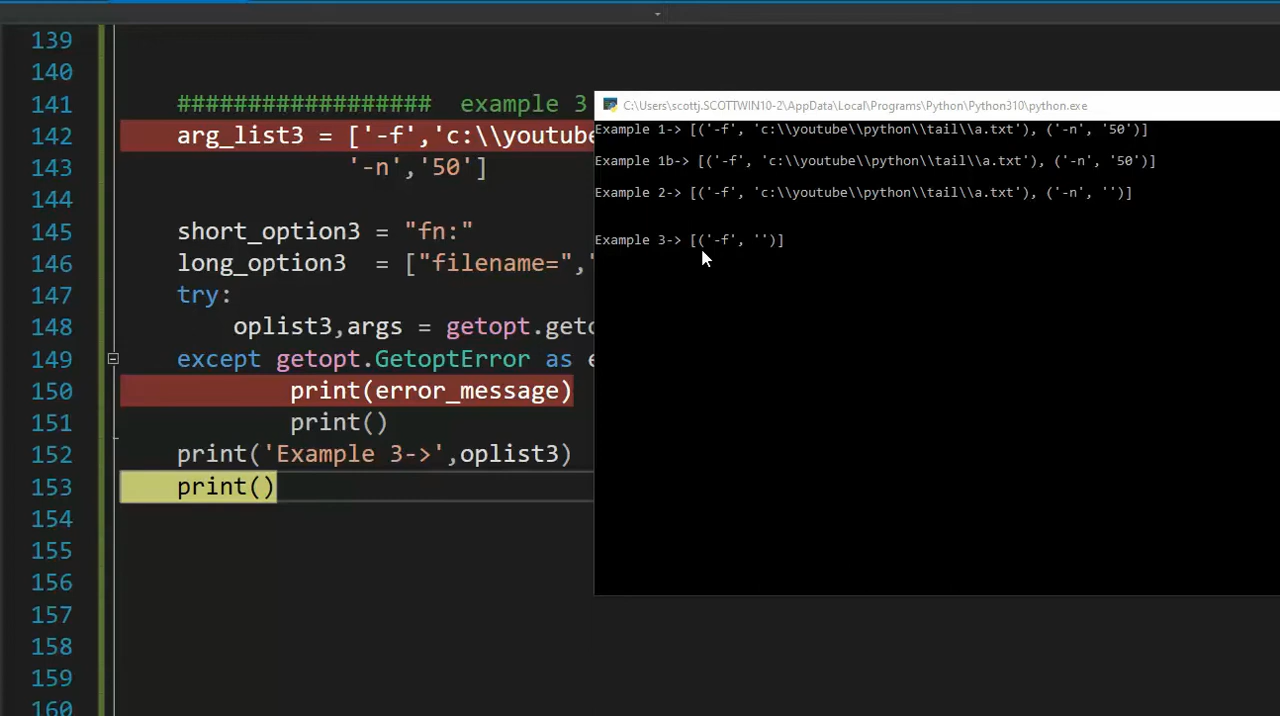 139
140
141 ################## example 3
142 arg_list3 = ['-f','c:\\youtube
143 '-n','50']
144
145 short_option3 = "fn:"
146 long_option3 = ["filename=","
147 try:
148 oplist3,args = getopt.geto
149 except getopt.GetoptError as e
150 print(error_message)
151 print()
152 print('Example 3->',oplist3)
153 print()
154
155
156
157
158
159
160
C:\Users\scottj.SCOTTWIN10-2\AppData\Local\Programs\Python\Python310\python.exe
Example 1-> [('-f', 'c:\\youtube\\python\\tail\\a.txt'), ('-n', '50')]
Example 1b-> [('-f', 'c:\\youtube\\python\\tail\\a.txt'), ('-n', '50')]
Example 2-> [('-f', 'c:\\youtube\\python\\tail\\a.txt'), ('-n', '')]
Example 3-> [('-f', '')]